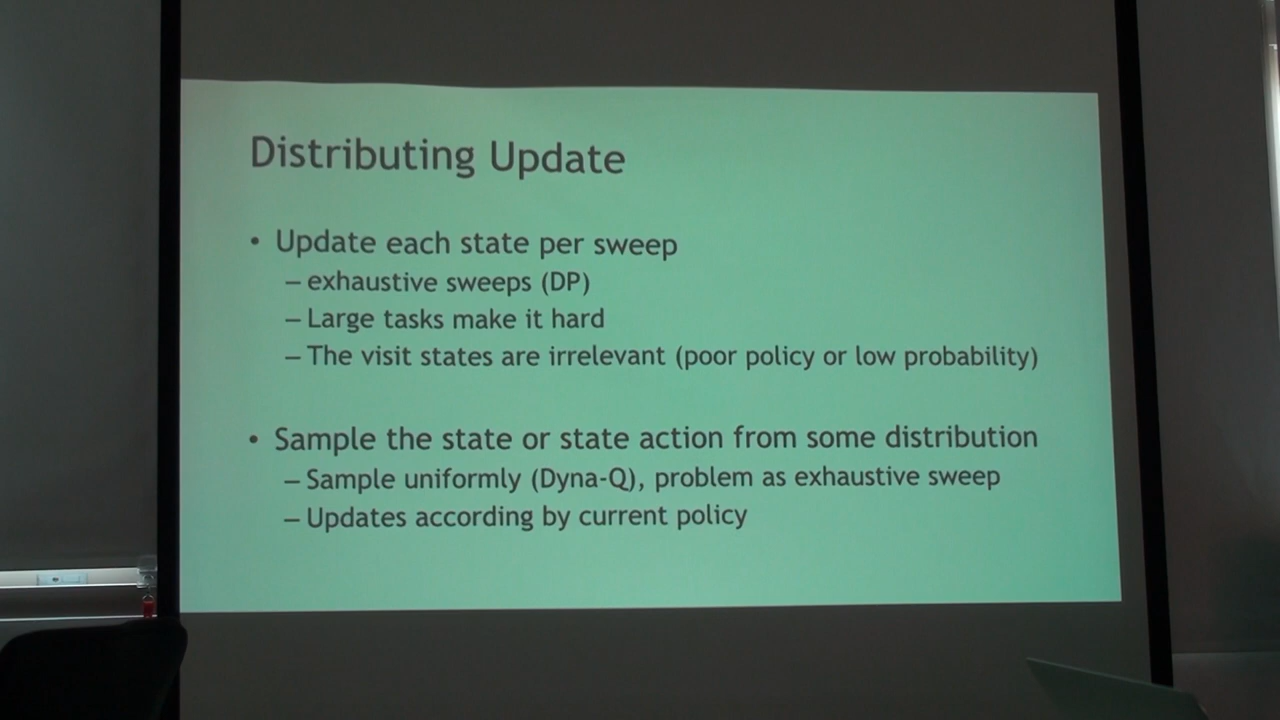 Distributing Update
• Update each state per sweep
– exhaustive sweeps (DP)
– Large tasks make it hard
– The visit states are irrelevant (poor policy or low probability)
• Sample the state or state action from some distribution
– Sample uniformly (Dyna-Q), problem as exhaustive sweep
– Updates according by current policy